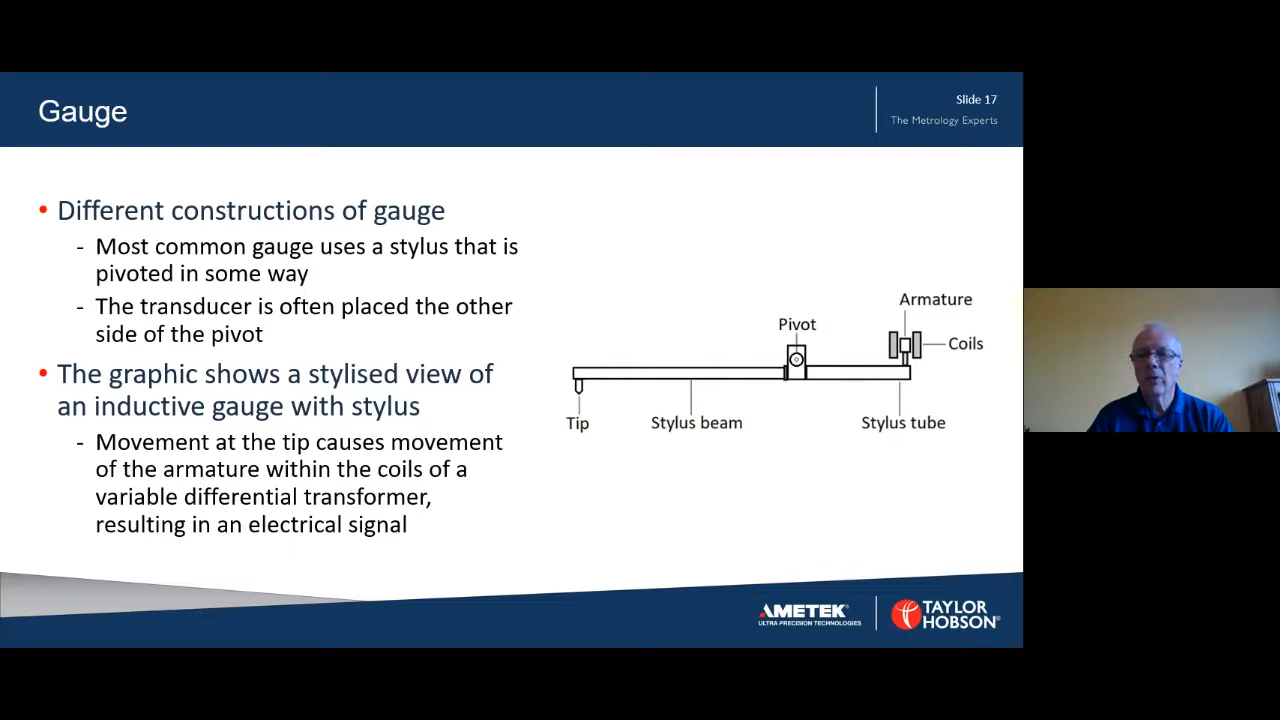 Gauge
Slide 17
The Metrology Experts
• Different constructions of gauge
- Most common gauge uses a stylus that is
pivoted in some way
- The transducer is often placed the other
side of the pivot
• The graphic shows a stylised view of
an inductive gauge with stylus
- Movement at the tip causes movement
of the armature within the coils of a
variable differential transformer,
resulting in an electrical signal
Armature
Pivot
Coils
Tip
Stylus beam
Stylus tube
AMETEK®
ULTRA PRECISION TECHNOLOGIES
TAYLOR
HOBSON®